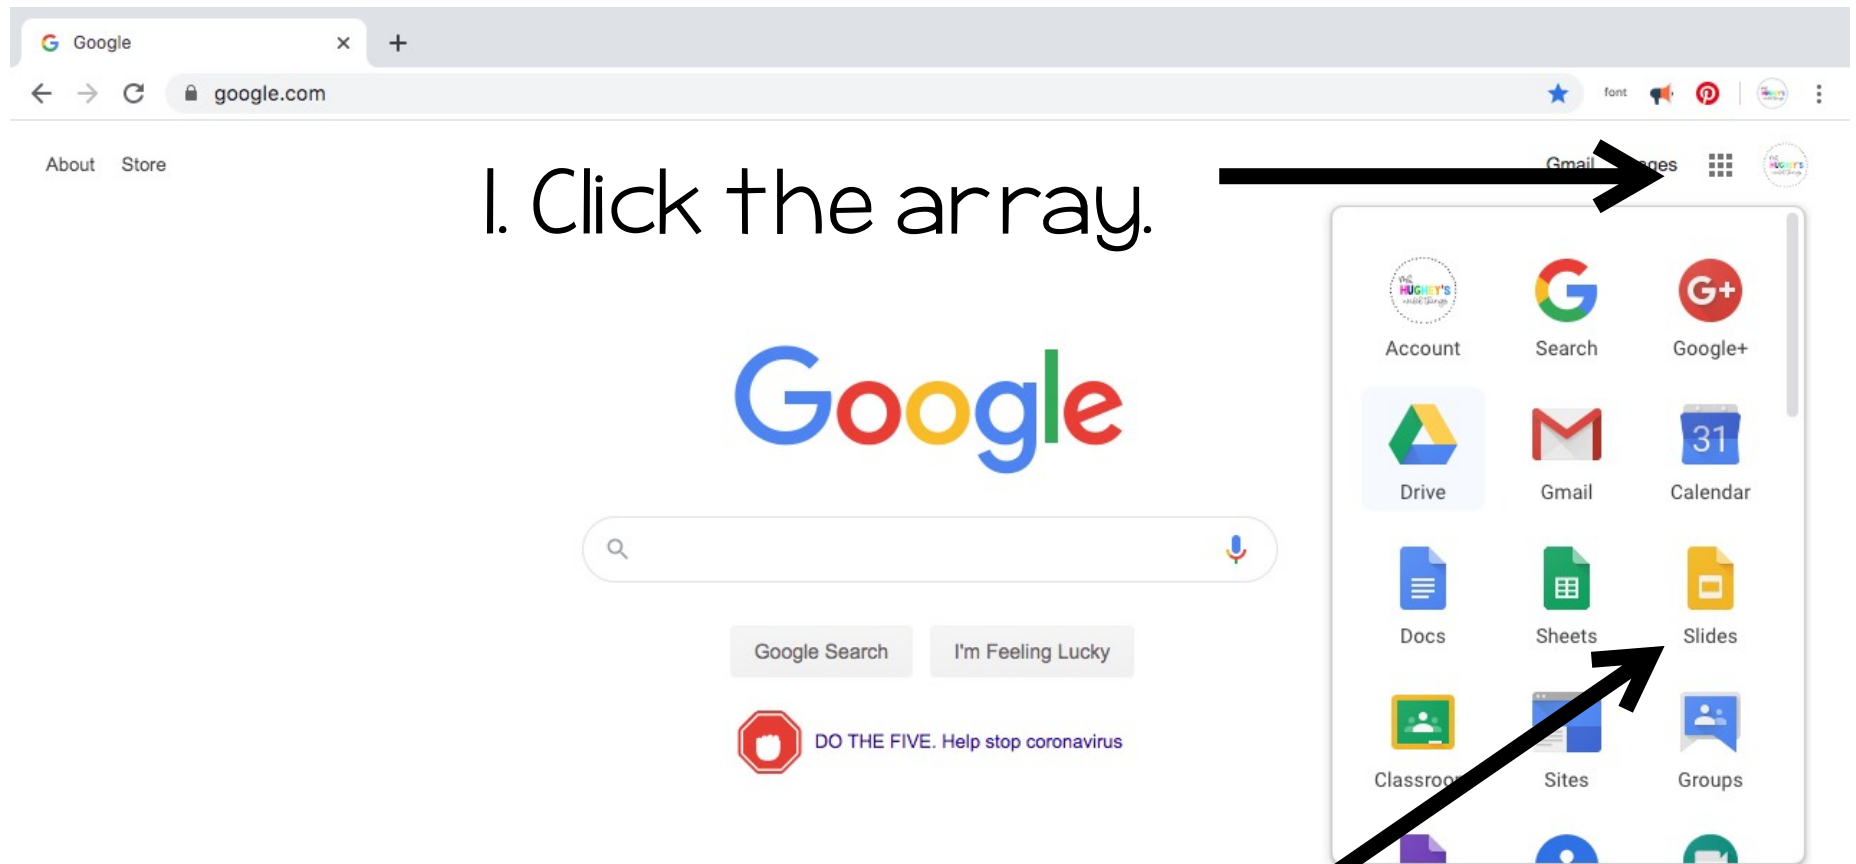 Google
google.com
font
About Store
Gmail
1. Click the array.
HUGHEY'S
Account Search Google+
Google
Drive Gmail Calendar
31
Docs Sheets Slides
Google Search I'm Feeling Lucky
DO THE FIVE. Help stop coronavirus
Sites Groups